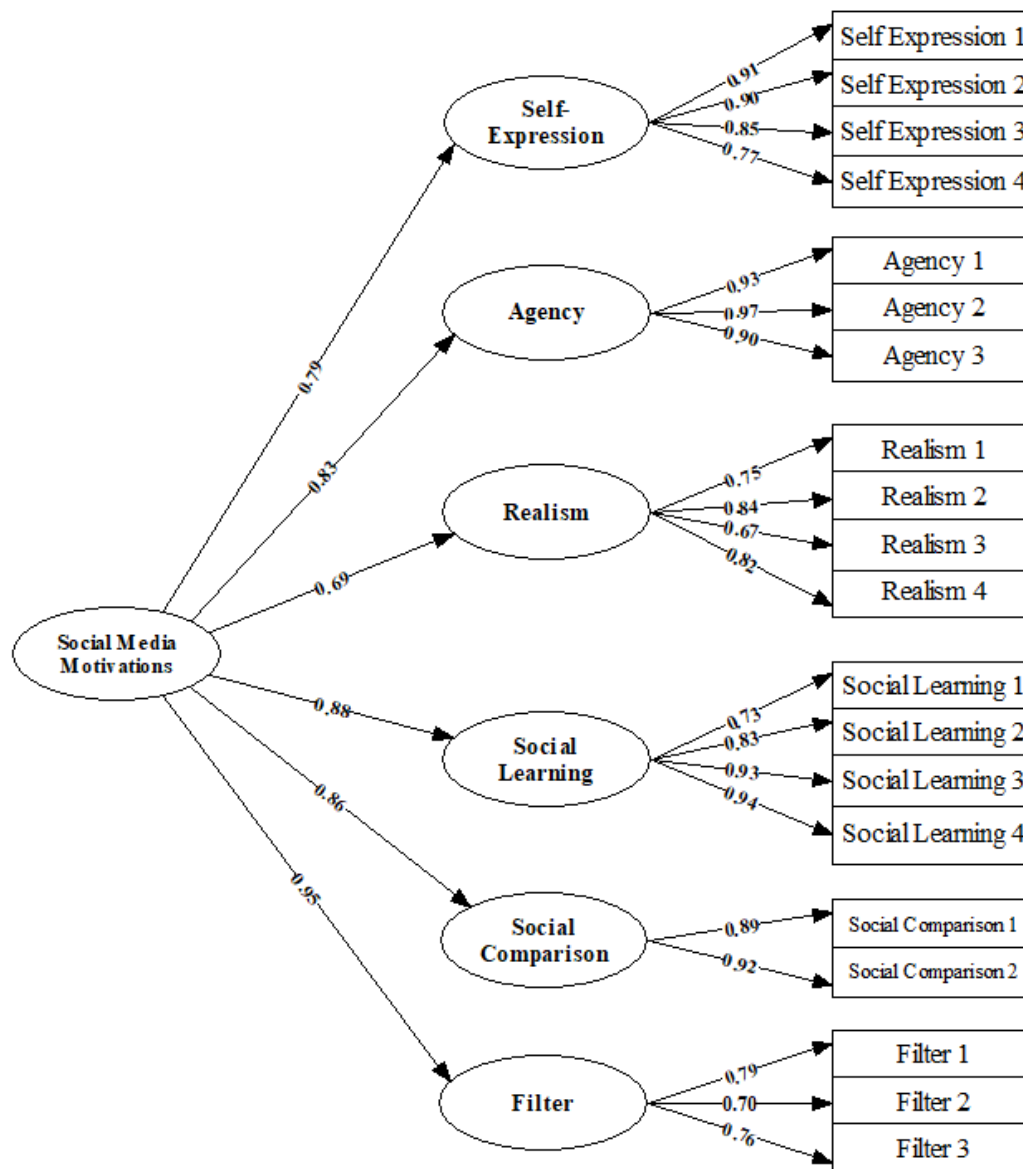 Self Expression 1
Self Expression 2
Self Expression 3
Self Expression 4
0.91
0.90
0.85
0.77
Self-
Expression
Agency 1
Agency 2
Agency 3
0.93
0.97
0.90
Agency
0.79
0.83
Realism 1
Realism 2
Realism 3
Realism 4
0.75
0.84
0.67
0.82
Realism
0.69
Social Media
Motivations
0.88
Social
Learning
0.73
0.83
0.93
0.94
Social Learning 1
Social Learning 2
Social Learning 3
Social Learning 4
0.86
0.95
Social
Comparison
0.89
0.92
Social Comparison 1
Social Comparison 2
Filter
0.79
0.70
0.76
Filter 1
Filter 2
Filter 3